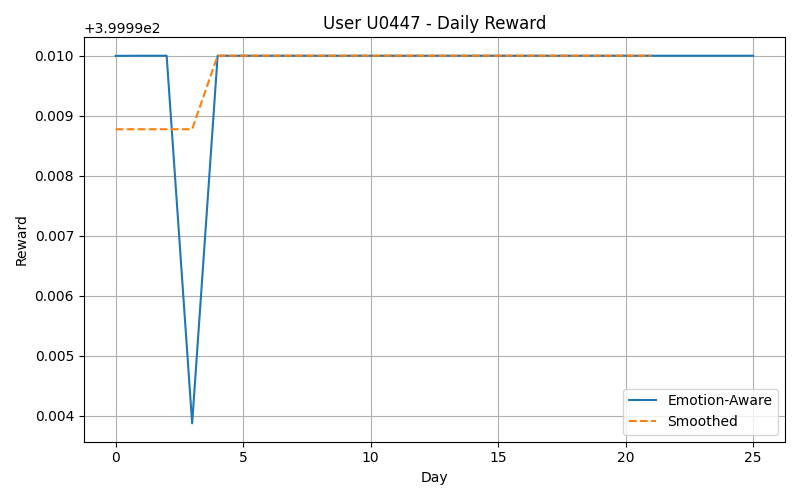 User U0447 - Daily Reward
+3.9999e2
0.010
0.009
0.008
0.007
0.006
0.005
0.004
Reward
0 5 10 15 20 25
Day
Emotion-Aware
Smoothed